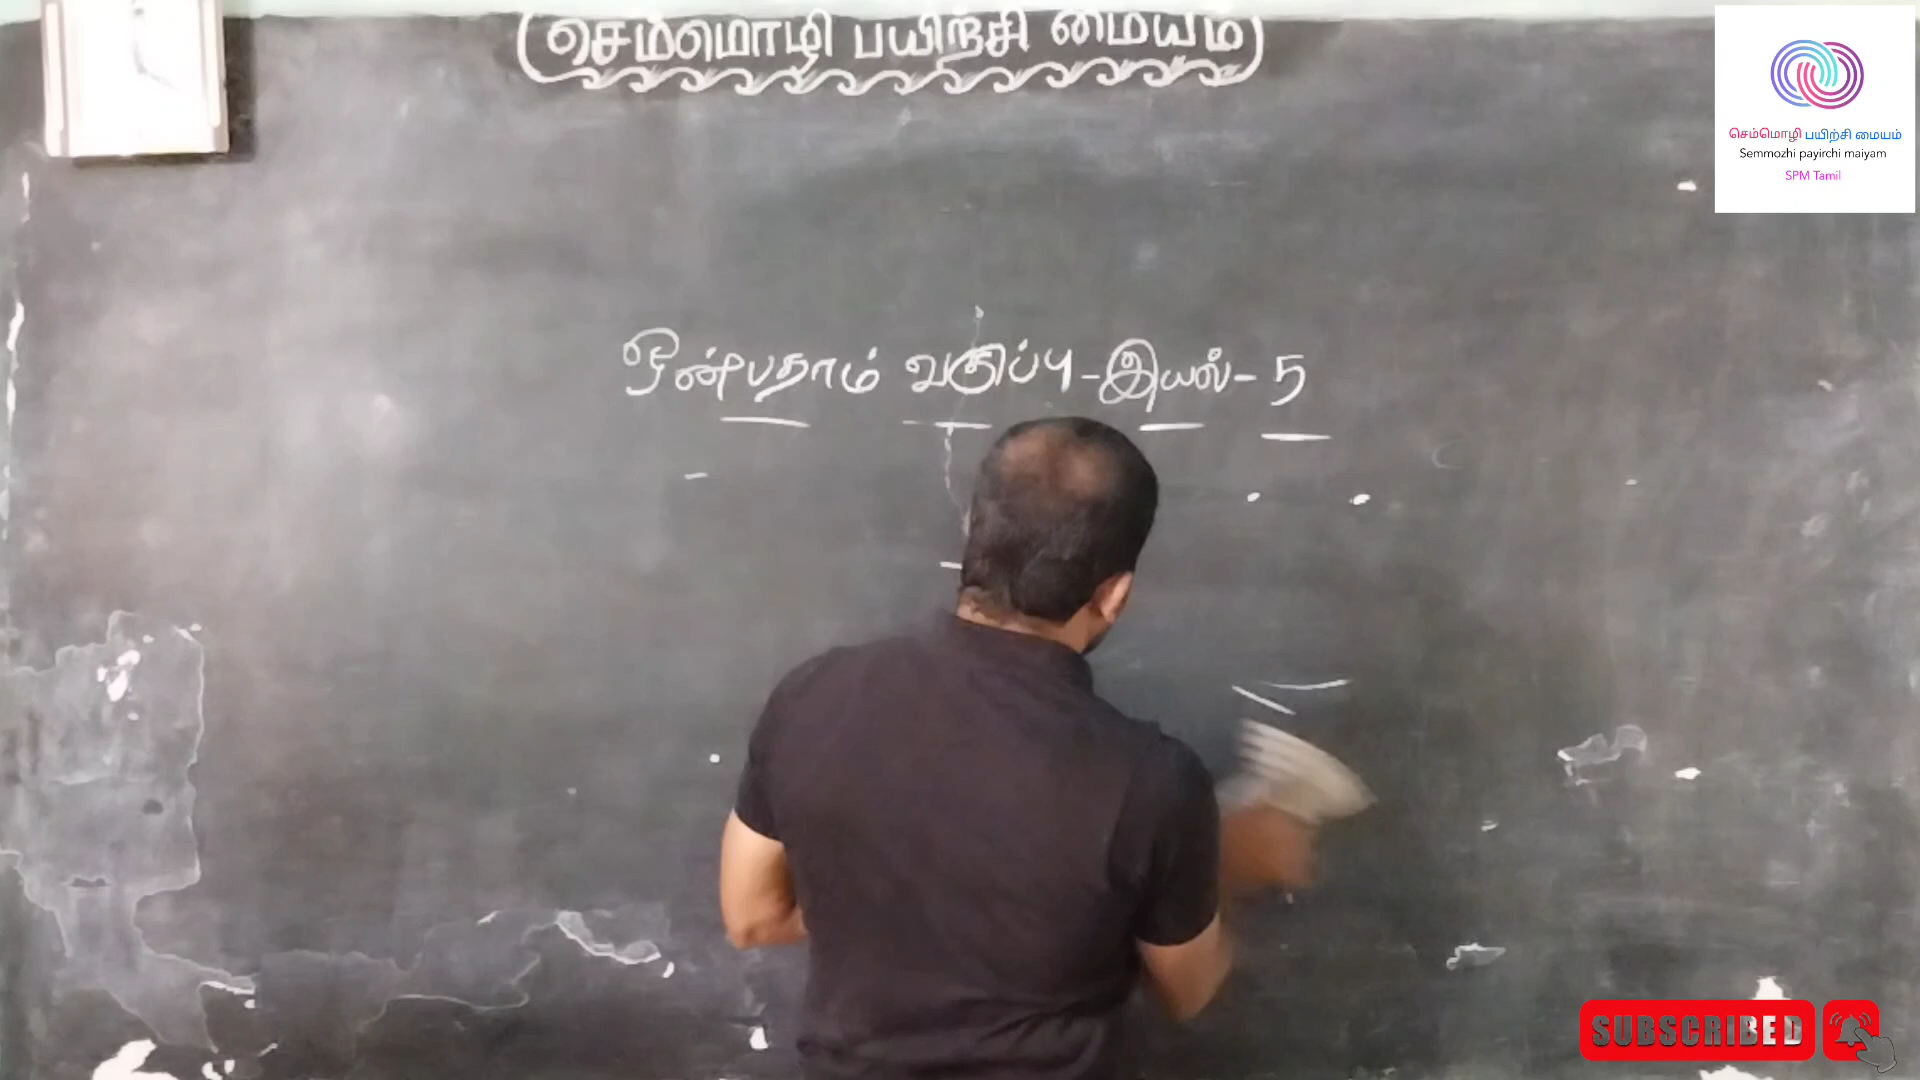 (செம்மொழி பயிற்சி மையம்)
செம்மொழி பயிற்சி மையம்
Semmozhi payirchi maiyam
SPM Tamil
ஒன்பதாம் வகுப்பு - இயல் - 5
SUBSCRIBED